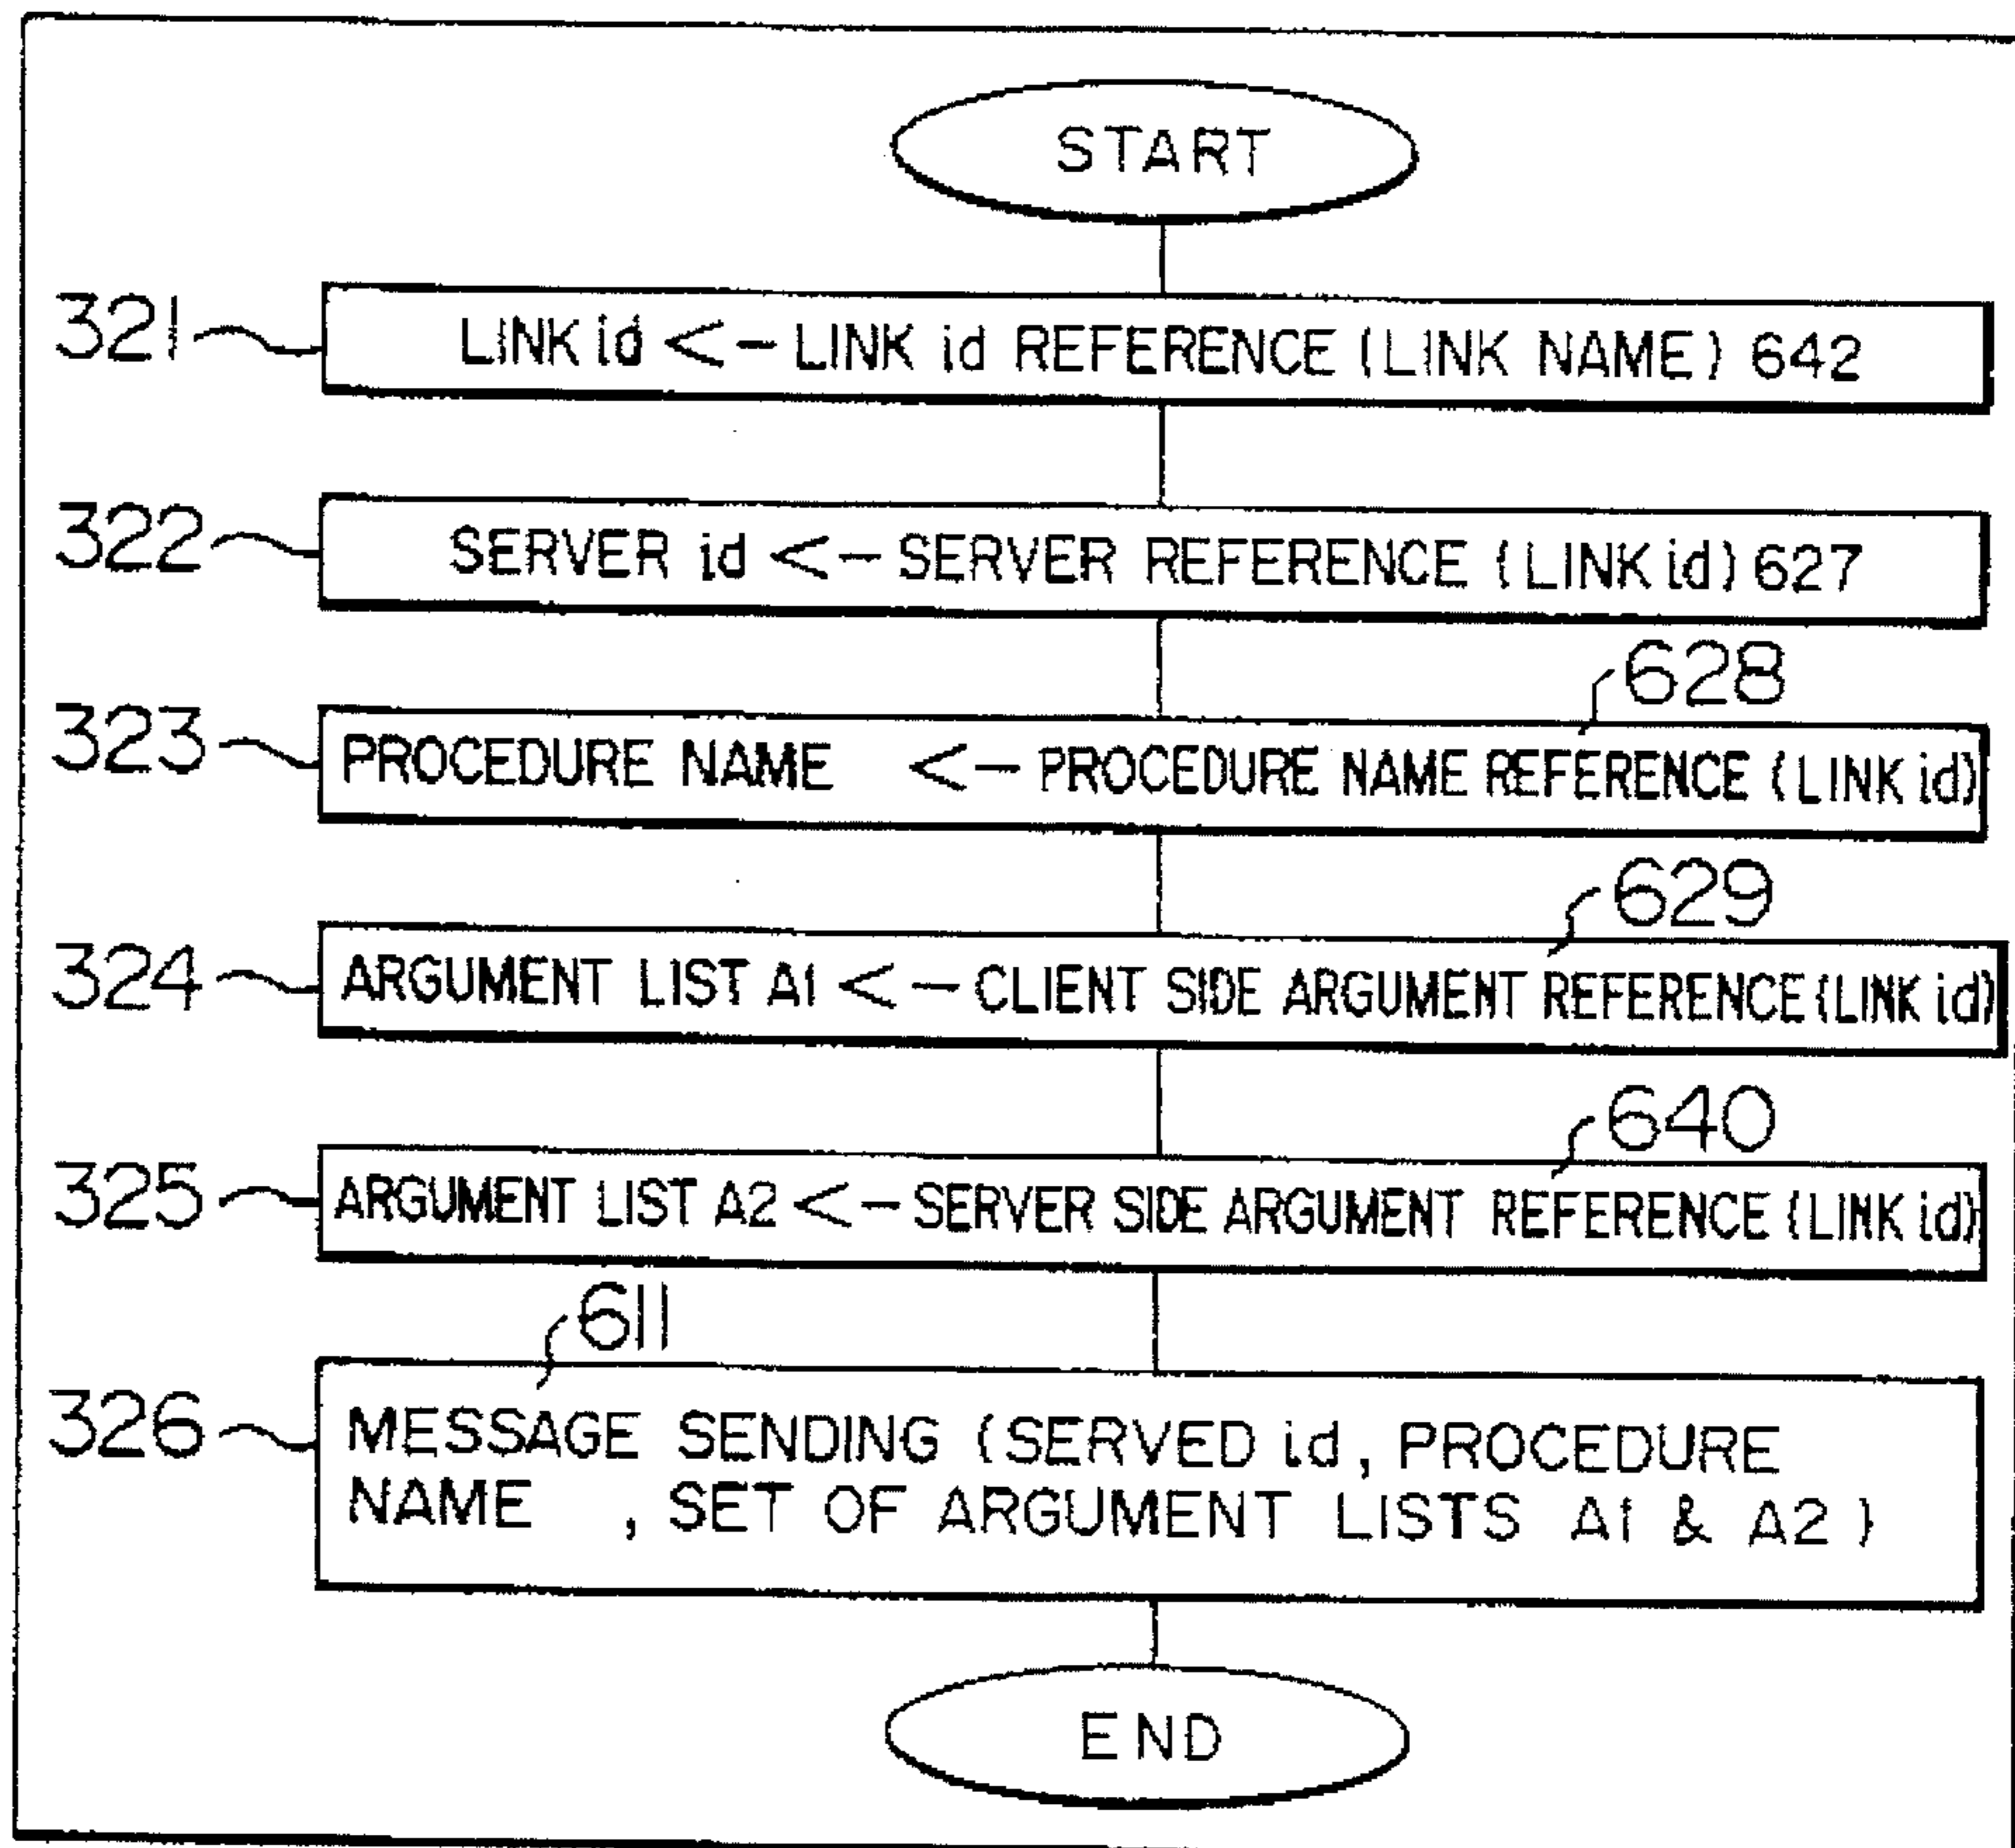 START
321 LINK id <- LINK id REFERENCE (LINK NAME) 642
322 SERVER id <- SERVER REFERENCE (LINK id) 627
628
323 PROCEDURE NAME <- PROCEDURE NAME REFERENCE (LINK id)
629
324 ARGUMENT LIST A1 <- CLIENT SIDE ARGUMENT REFERENCE (LINK id)
640
325 ARGUMENT LIST A2 <- SERVER SIDE ARGUMENT REFERENCE (LINK id)
611
326 MESSAGE SENDING (SERVED id, PROCEDURE
NAME , SET OF ARGUMENT LISTS A1 & A2)
END